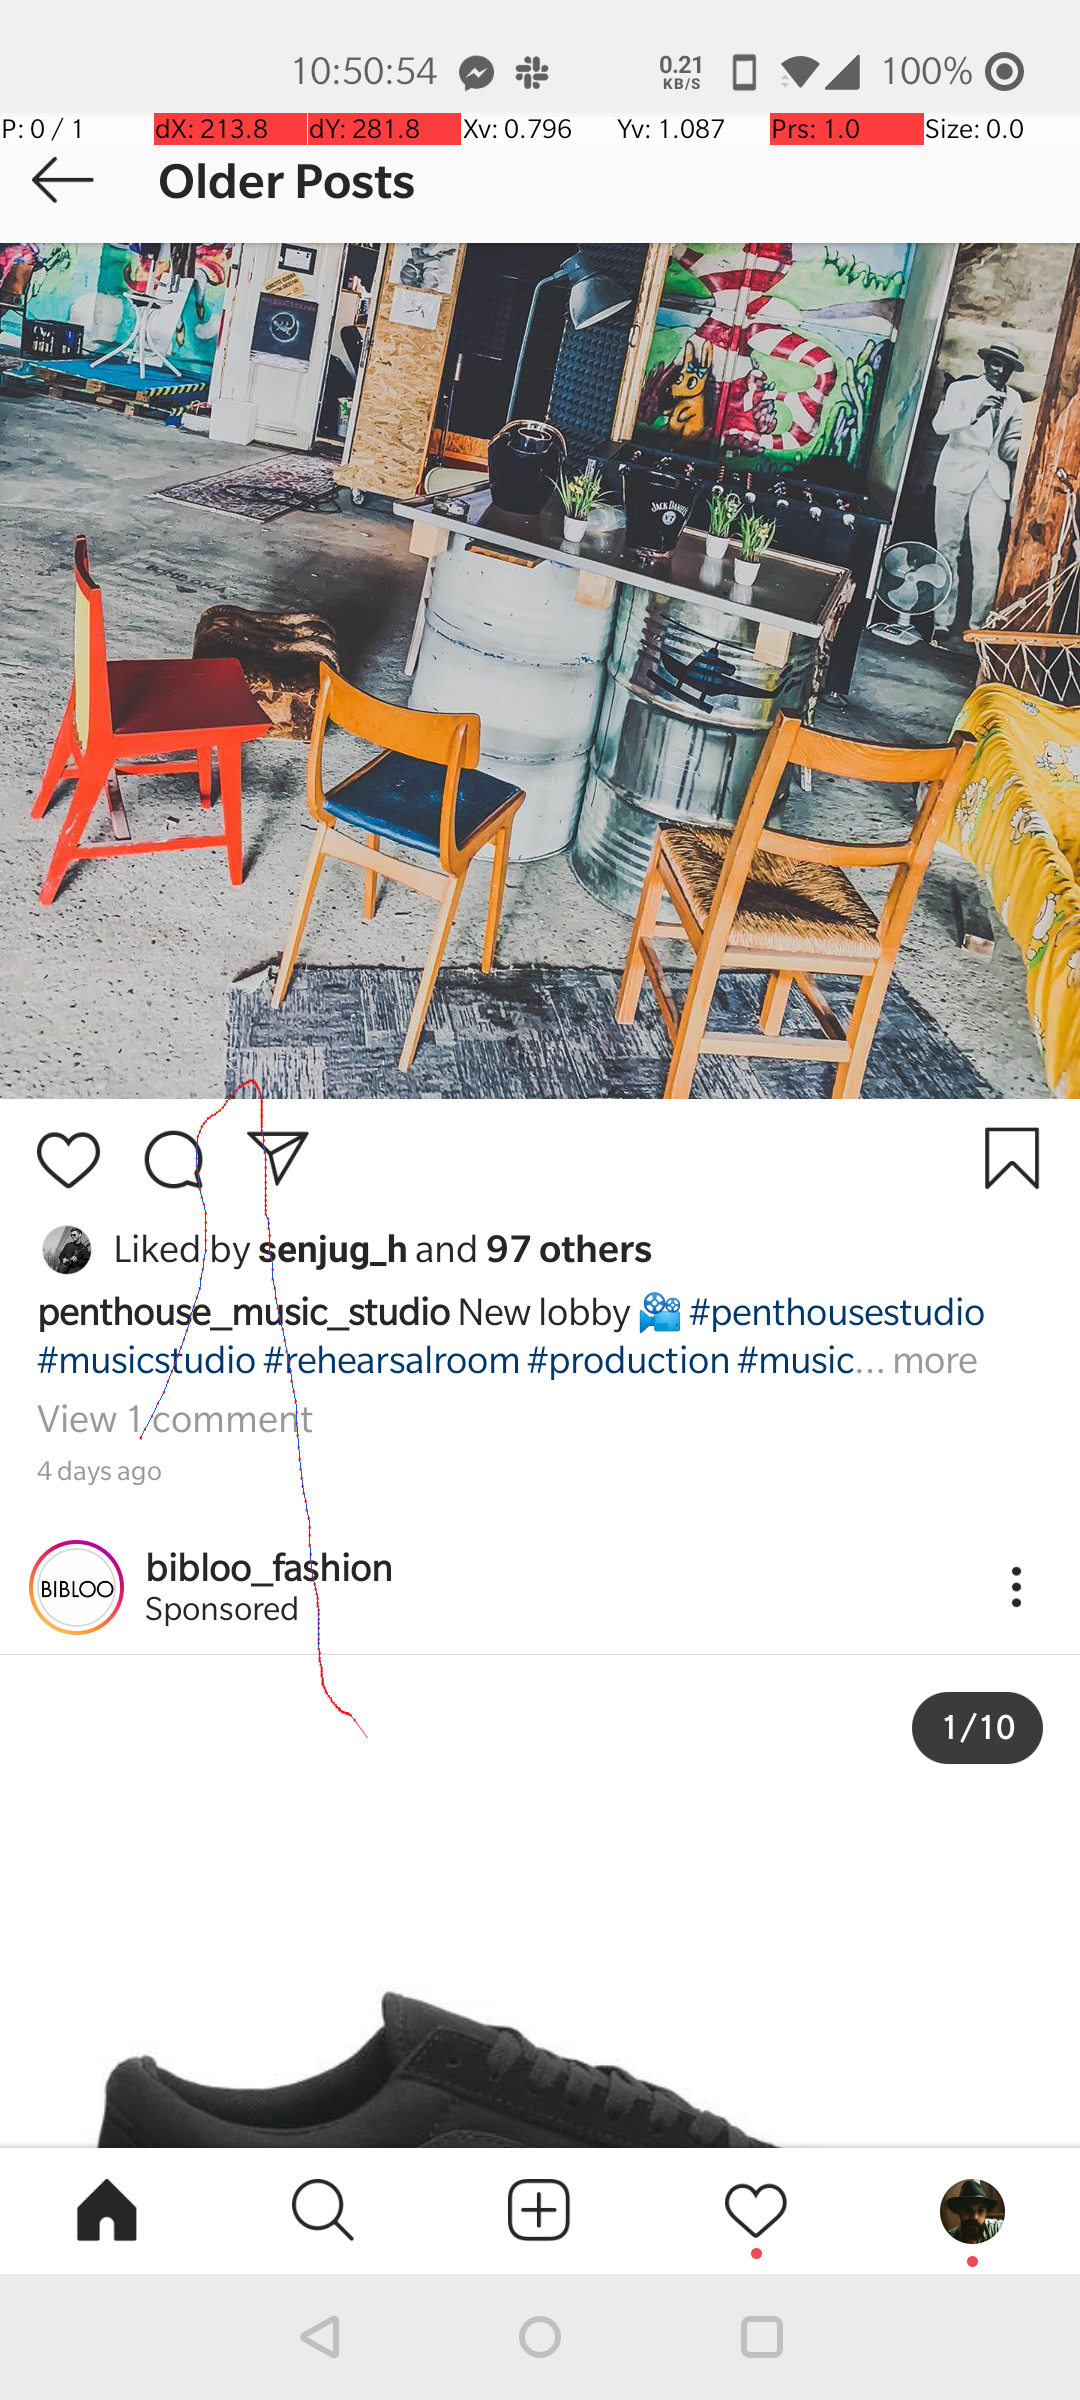 10:50:54 0.21 KB/S 100%
P: 0 / 1 dX: 213.8 dY: 281.8 Xv: 0.796 Yv: 1.087 Prs: 1.0 Size: 0.0
Older Posts
JACK DANIEL'S
Liked by senjug_h and 97 others
penthouse_music_studio New lobby 🎥 #penthousestudio
#musicstudio #rehearsalroom #production #music... more
View 1 comment
4 days ago
BIBLOO
bibloo_fashion
Sponsored
1/10